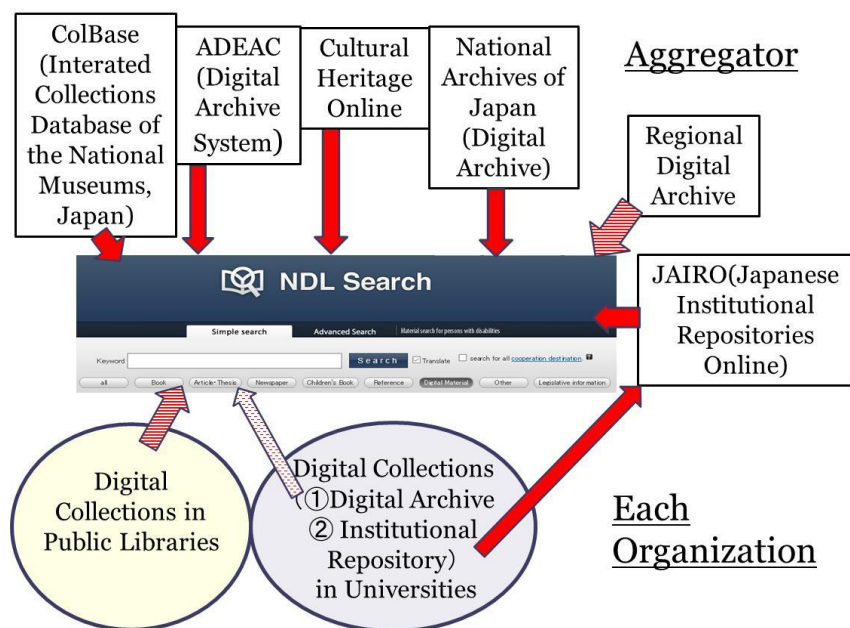 ColBase
(Interated
Collections
Database of
the National
Museums,
Japan)
ADEAC
(Digital
Archive
System)
Cultural
Heritage
Online
National
Archives of
Japan
(Digital
Archive)
Aggregator
Regional
Digital
Archive
JAIRO(Japanese
Institutional
Repositories
Online)
NDL Search
Simple search
Advanced Search
Material search for persons with disabilities
Keyword
Search
Translate
search for all cooperation destination.
all
Book
Article・Thesis
Newspaper
Children's Book
Reference
Digital Material
Other
Legislative information
Digital
Collections in
Public Libraries
Digital Collections
(①Digital Archive
② Institutional
Repository)
in Universities
Each
Organization